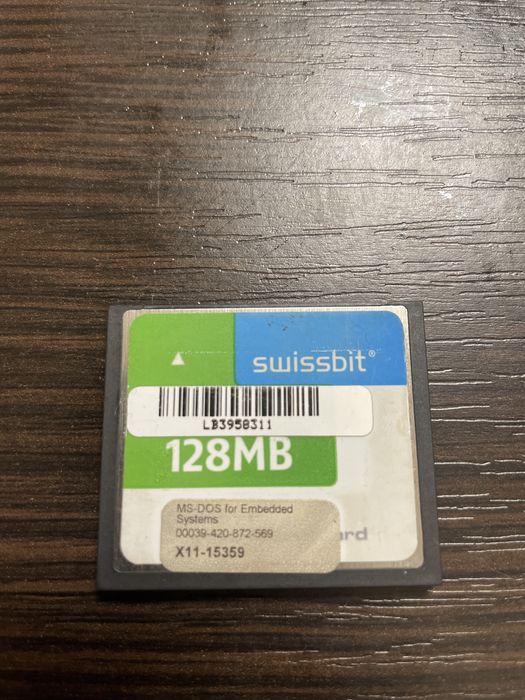 swissbit®
LB3958311
128MB
MS-DOS for Embedded
Systems
00039-420-872-569
X11-15359